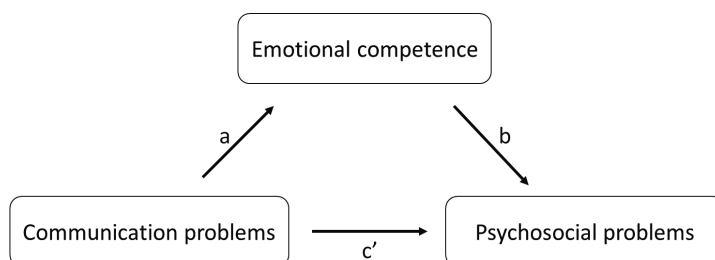 Emotional competence
a
b
Communication problems
c’
Psychosocial problems